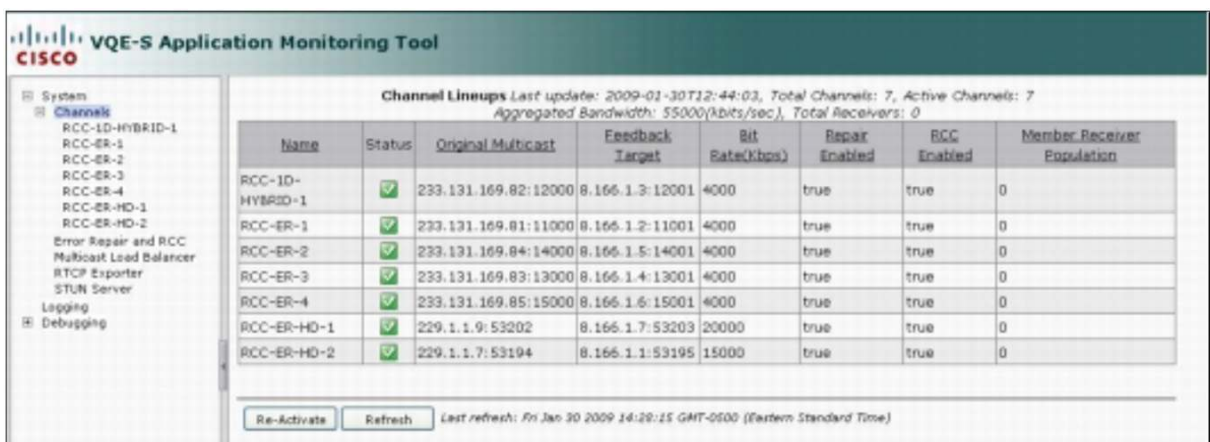 CISCO VQE-S Application Monitoring Tool
System
Channels
RCC-1D-HYBRID-1
RCC-ER-1
RCC-ER-2
RCC-ER-3
RCC-ER-4
RCC-ER-HD-1
RCC-ER-HD-2
Error Repair and RCC
Multicast Load Balancer
RTCP Exporter
STUN Server
Logging
Debugging
Channel Lineups Last update: 2009-01-30T12:44:03, Total Channels: 7, Active Channels: 7
Aggregated Bandwidth: 55000(kbits/sec), Total Receivers: 0
Name Status Original Multicast Feedback Target Bit Rate(Kbps) Repair Enabled RCC Enabled Member Receiver Population
RCC-1D-HYBRID-1 233.131.169.82:12000 8.166.1.3:12001 4000 true true 0
RCC-ER-1 233.131.169.81:11000 8.166.1.2:11001 4000 true true 0
RCC-ER-2 233.131.169.84:14000 8.166.1.5:14001 4000 true true 0
RCC-ER-3 233.131.169.83:13000 8.166.1.4:13001 4000 true true 0
RCC-ER-4 233.131.169.85:15000 8.166.1.6:15001 4000 true true 0
RCC-ER-HD-1 229.1.1.9:53202 8.166.1.7:53203 20000 true true 0
RCC-ER-HD-2 229.1.1.7:53194 8.166.1.1:53195 15000 true true 0
Re-Activate Refresh Last refresh: Fri Jan 30 2009 14:28:15 GMT-0500 (Eastern Standard Time)